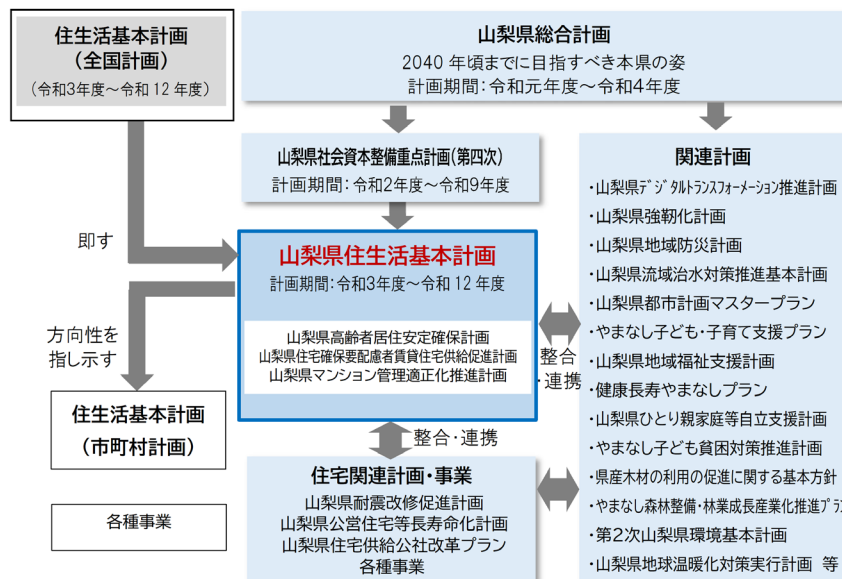 住生活基本計画
(全国計画)
(令和3年度～令和12年度)
山梨県総合計画
2040年頃までに目指すべき本県の姿
計画期間:令和元年度～令和4年度
山梨県社会資本整備重点計画(第四次)
計画期間:令和2年度～令和9年度
即す
山梨県住生活基本計画
計画期間:令和3年度～令和12年度
山梨県高齢者居住安定確保計画
山梨県住宅確保要配慮者賃貸住宅供給促進計画
山梨県マンション管理適正化推進計画
方向性を
指し示す
住生活基本計画
(市町村計画)
各種事業
整合・連携
住宅関連計画・事業
山梨県耐震改修促進計画
山梨県公営住宅等長寿命化計画
山梨県住宅供給公社改革プラン
各種事業
整合
・連携
関連計画
・山梨県デジタルトランスフォーメーション推進計画
・山梨県強靭化計画
・山梨県地域防災計画
・山梨県流域治水対策推進基本計画
・山梨県都市計画マスタープラン
・やまなし子ども・子育て支援プラン
・山梨県地域福祉支援計画
・健康長寿やまなしプラン
・山梨県ひとり親家庭等自立支援計画
・やまなし子ども貧困対策推進計画
・県産木材の利用の促進に関する基本方針
・やまなし森林整備・林業成長産業化推進プラン
・第2次山梨県環境基本計画
・山梨県地球温暖化対策実行計画 等